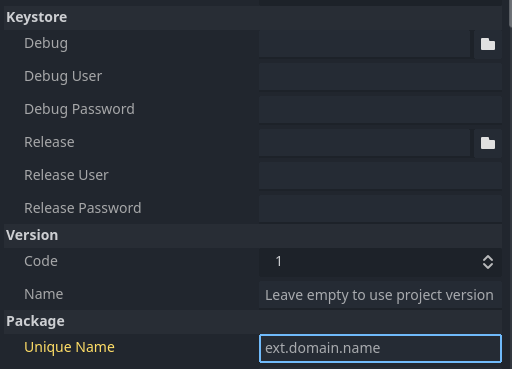 Keystore
Debug
Debug User
Debug Password
Release
Release User
Release Password
Version
Code 1
Name Leave empty to use project version
Package
Unique Name ext.domain.name